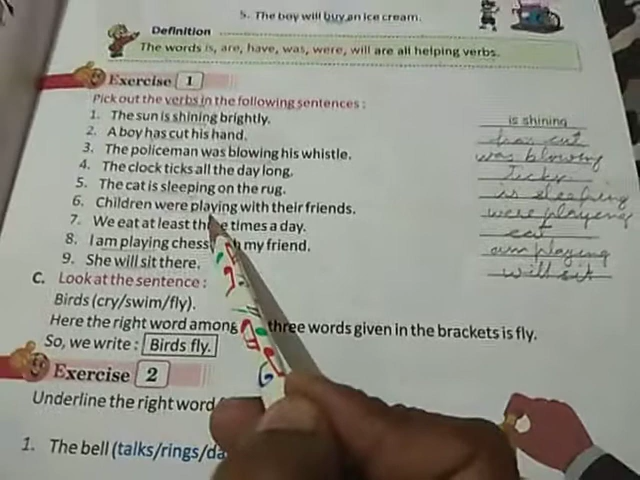 5. The boy will buy an ice cream.
Definition
The words is, are, have, was, were, will are all helping verbs.
Exercise 1
Pick out the verbs in the following sentences :
1. The sun is shining brightly. is shining
2. A boy has cut his hand. has cut
3. The policeman was blowing his whistle. was blowing
4. The clock ticks all the day long. ticks
5. The cat is sleeping on the rug. is sleeping
6. Children were playing with their friends. were playeng
7. We eat at least three times a day. eat
8. I am playing chess my friend. am playing
9. She will sit there. will sit
C. Look at the sentence :
Birds (cry/swim/fly).
Here the right word among three words given in the brackets is fly.
So, we write : Birds fly.
Exercise 2
Underline the right word
1. The bell (talks/rings/da